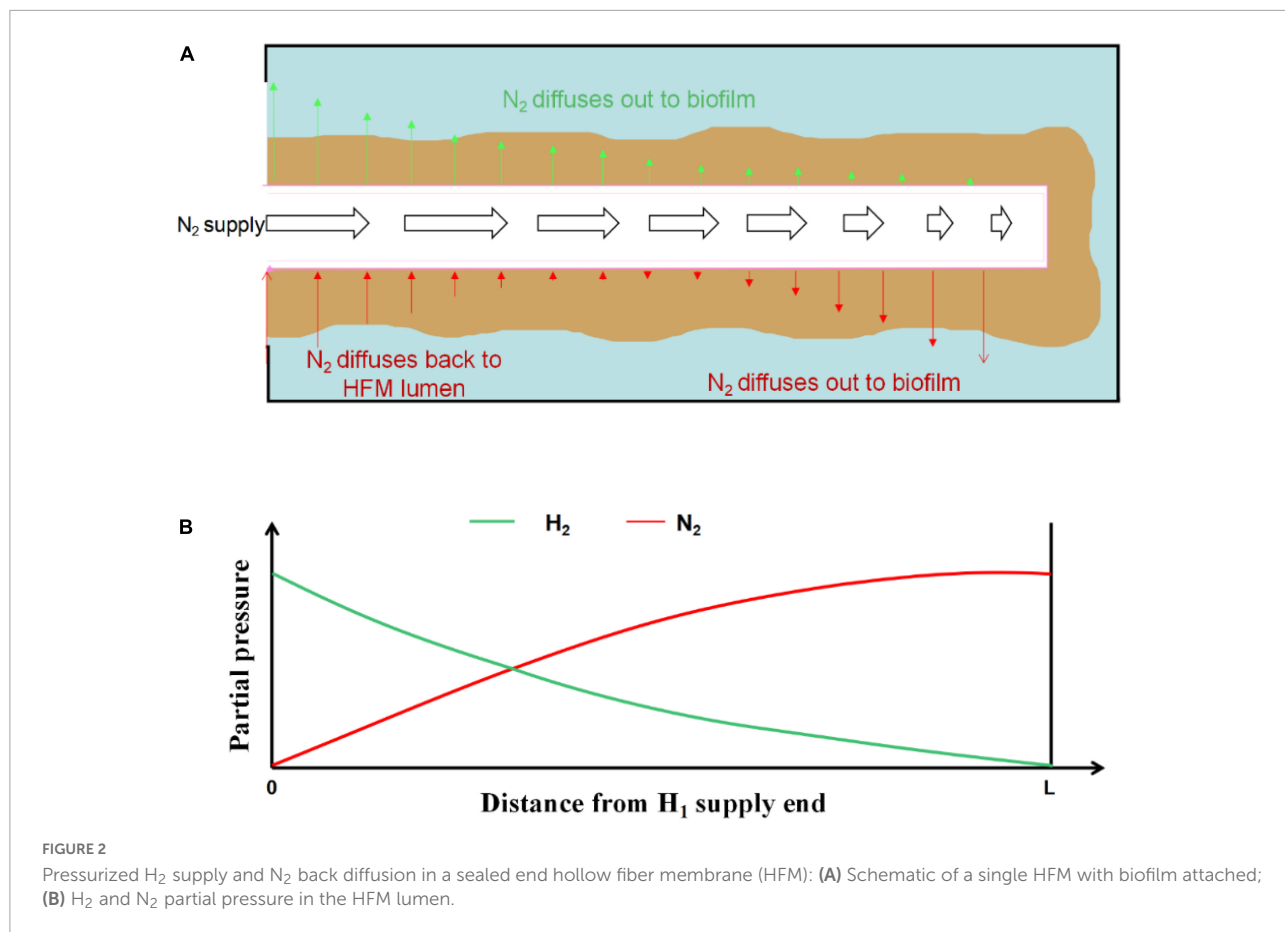 A
N₂ diffuses out to biofilm
N₂ supply
N₂ diffuses back to
HFM lumen
N₂ diffuses out to biofilm
B
H₂
N₂
Partial pressure
0
L
Distance from H₁ supply end
FIGURE 2
Pressurized H₂ supply and N₂ back diffusion in a sealed end hollow fiber membrane (HFM): (A) Schematic of a single HFM with biofilm attached;
(B) H₂ and N₂ partial pressure in the HFM lumen.